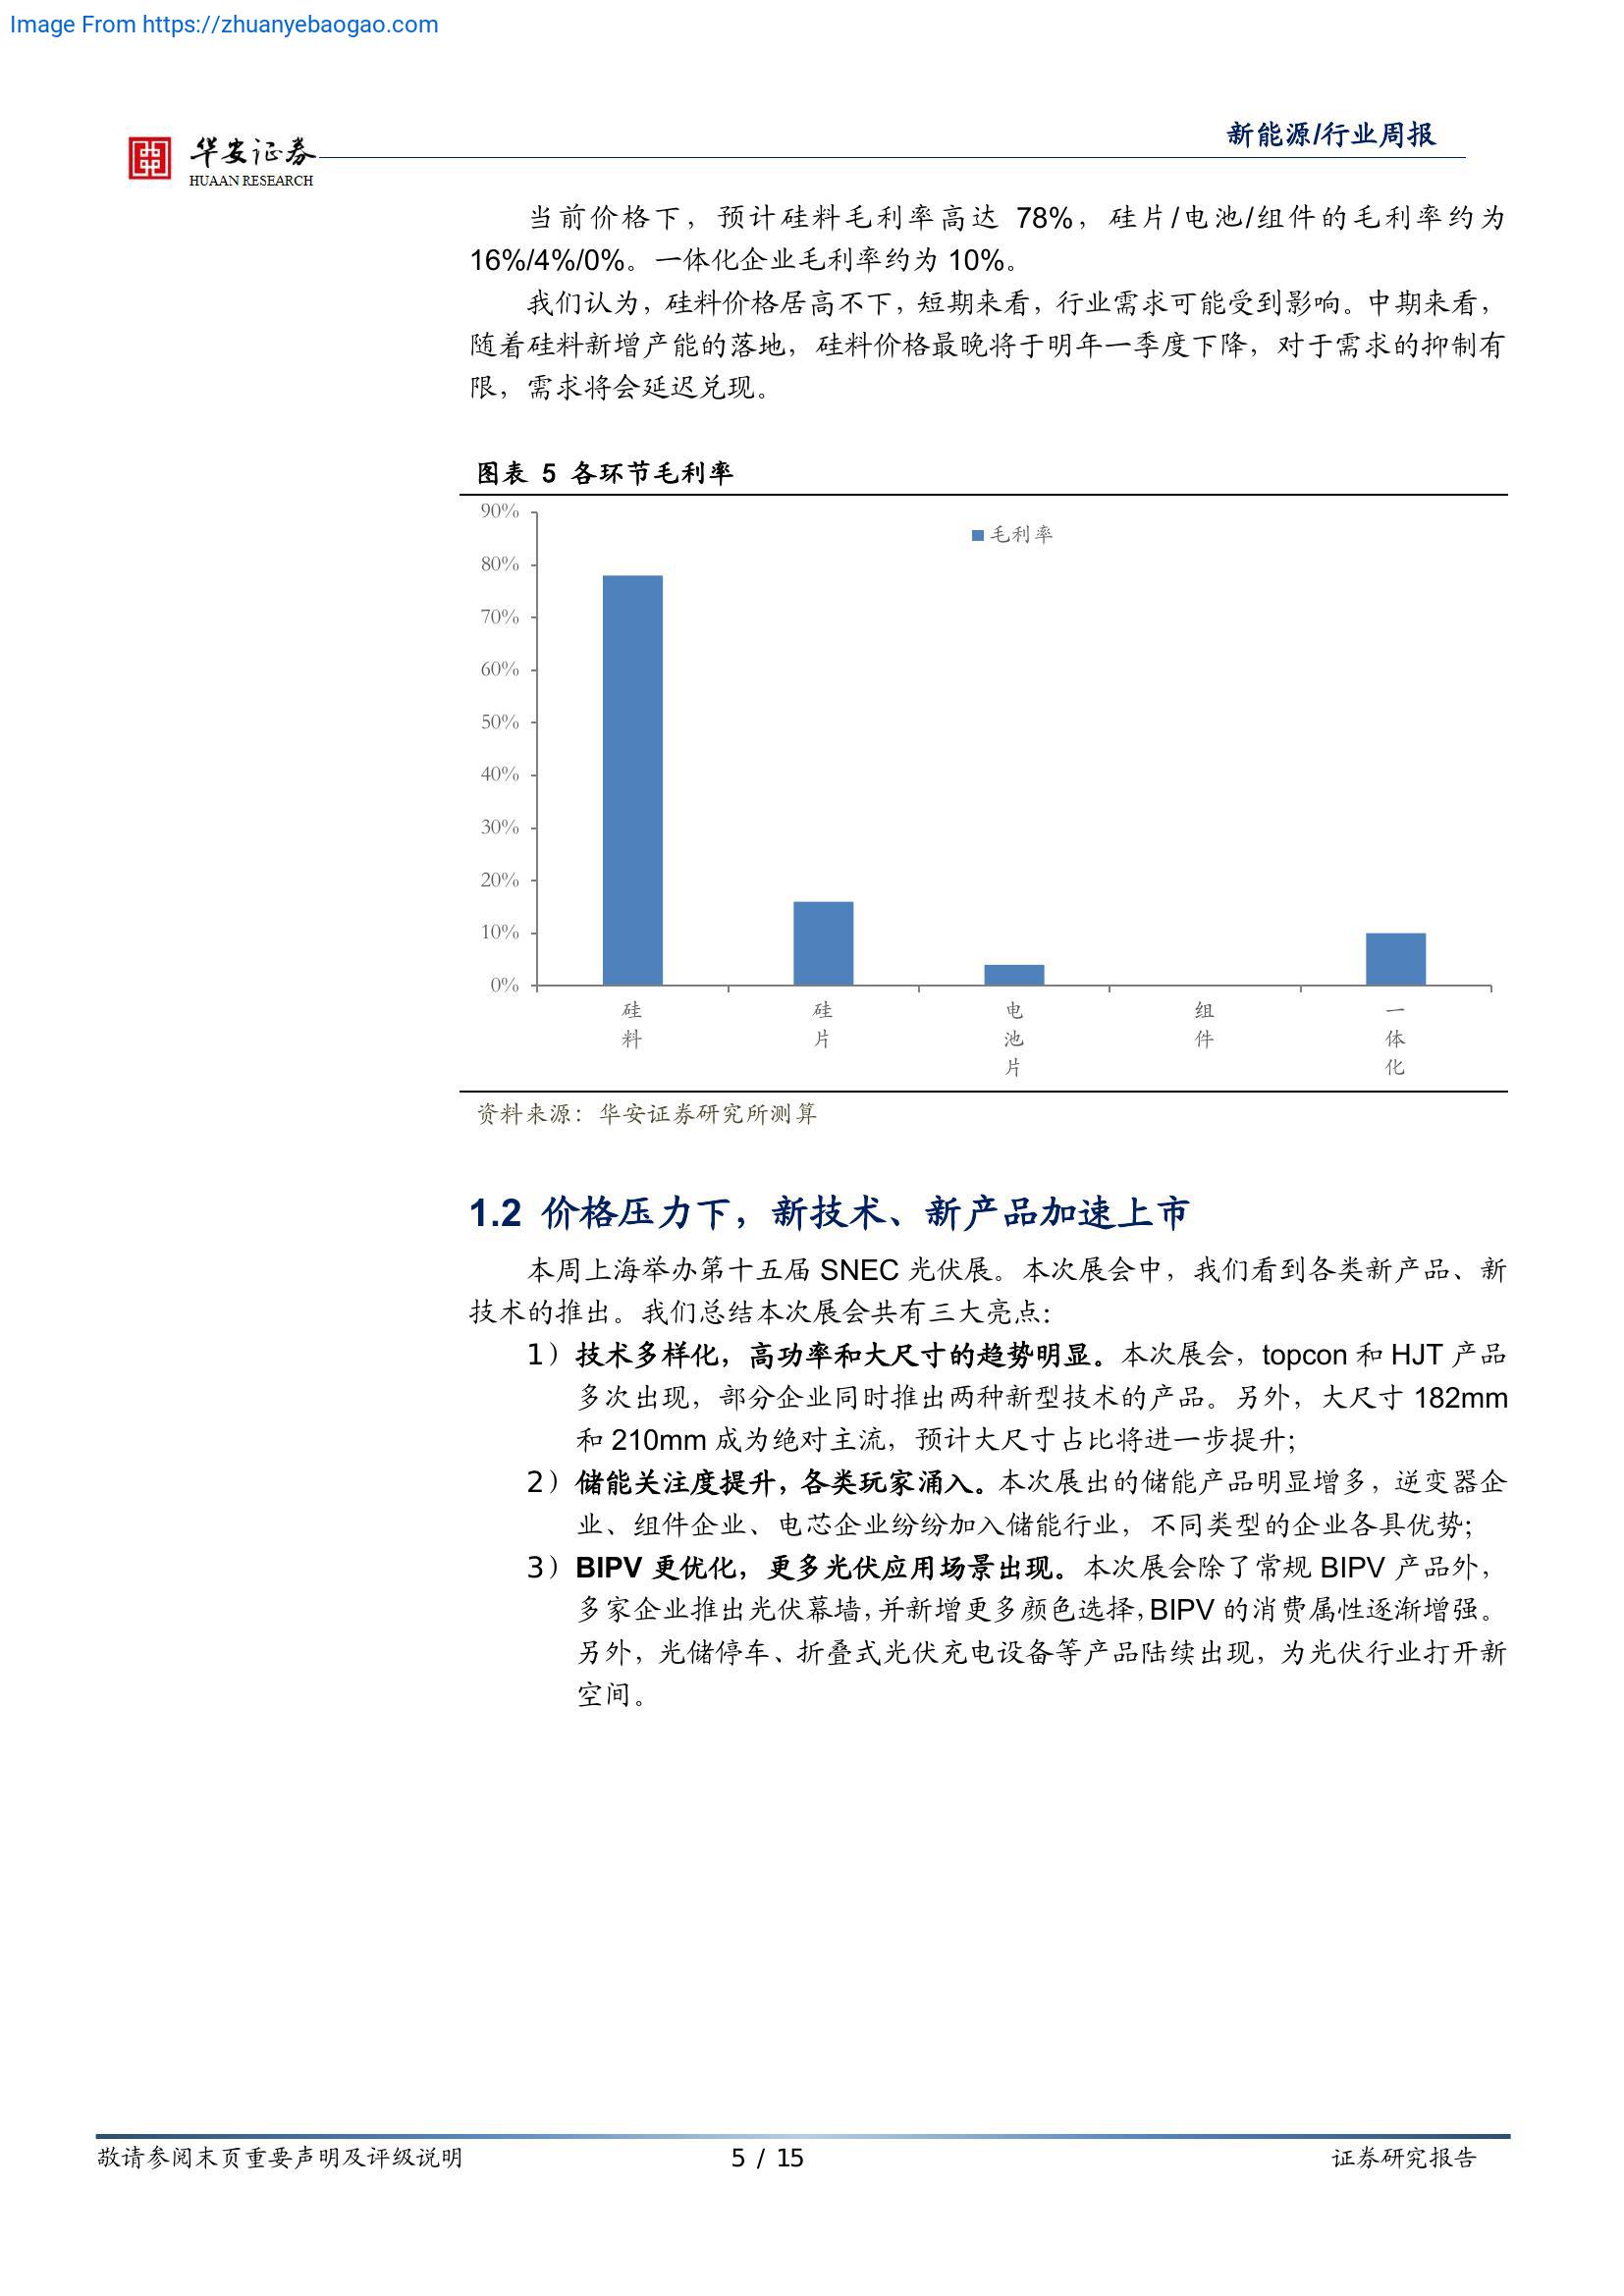 Image From https://zhuanyebaogao.com
华安证券
HUAAN RESEARCH
新能源/行业周报
当前价格下，预计硅料毛利率高达 78%，硅片/电池/组件的毛利率约为
16%/4%/0%。一体化企业毛利率约为 10%。
我们认为，硅料价格居高不下，短期来看，行业需求可能受到影响。中期来看，
随着硅料新增产能的落地，硅料价格最晚将于明年一季度下降，对于需求的抑制有
限，需求将会延迟兑现。
图表 5 各环节毛利率
毛利率
90%
80%
70%
60%
50%
40%
30%
20%
10%
0%
硅料
硅片
电池片
组件
一体化
资料来源：华安证券研究所测算
1.2 价格压力下，新技术、新产品加速上市
本周上海举办第十五届 SNEC 光伏展。本次展会中，我们看到各类新产品、新
技术的推出。我们总结本次展会共有三大亮点：
1）技术多样化，高功率和大尺寸的趋势明显。本次展会，topcon 和 HJT 产品
多次出现，部分企业同时推出两种新型技术的产品。另外，大尺寸 182mm
和 210mm 成为绝对主流，预计大尺寸占比将进一步提升；
2）储能关注度提升，各类玩家涌入。本次展出的储能产品明显增多，逆变器企
业、组件企业、电芯企业纷纷加入储能行业，不同类型的企业各具优势；
3）BIPV 更优化，更多光伏应用场景出现。本次展会除了常规 BIPV 产品外，
多家企业推出光伏幕墙，并新增更多颜色选择，BIPV 的消费属性逐渐增强。
另外，光储停车、折叠式光伏充电设备等产品陆续出现，为光伏行业打开新
空间。
敬请参阅末页重要声明及评级说明
5 / 15
证券研究报告